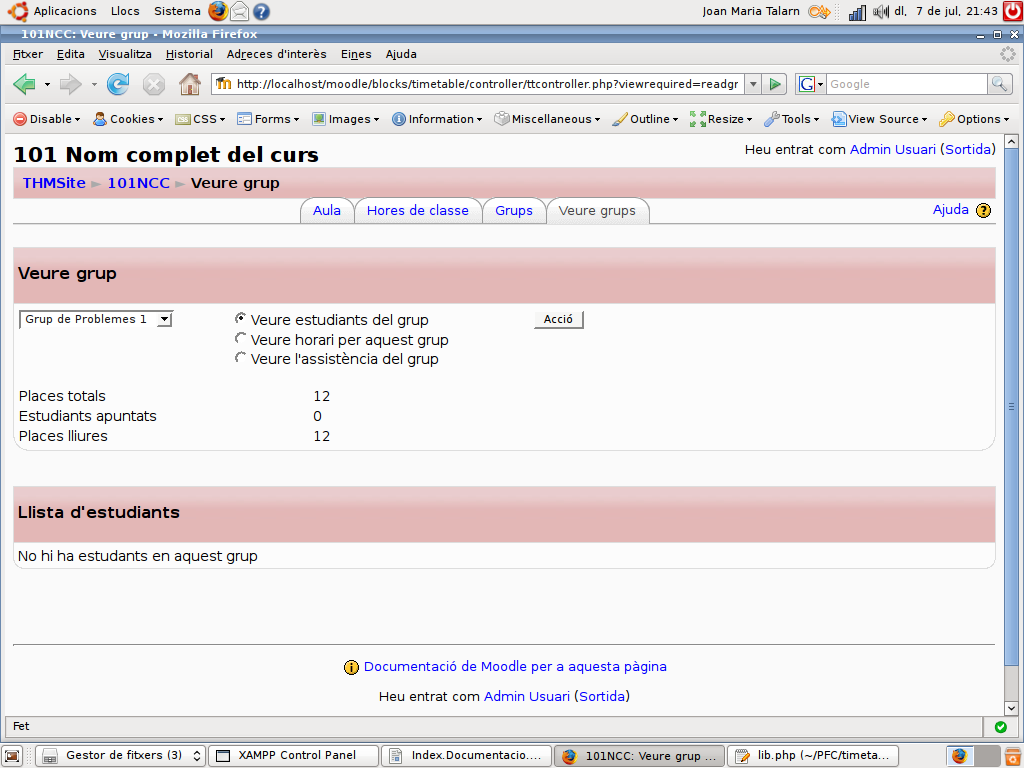 Aplicacions Llocs Sistema Joan Maria Talarn dl, 7 de jul, 21:43
101NCC: Veure grup - Mozilla Firefox
Fitxer Edita Visualitza Historial Adreces d'interès Eines Ajuda
http://localhost/moodle/blocks/timetable/controller/ttcontroller.php?viewrequired=readgr Google
Disable Cookies CSS Forms Images Information Miscellaneous Outline Resize Tools View Source Options
101 Nom complet del curs
Heu entrat com Admin Usuari (Sortida)
THMSite ► 101NCC ► Veure grup
Aula Hores de classe Grups Veure grups Ajuda
Veure grup
Grup de Problemes 1 Veure estudiants del grup Acció
Veure horari per aquest grup
Veure l'assistència del grup
Places totals 12
Estudiants apuntats 0
Places lliures 12
Llista d'estudiants
No hi ha estudants en aquest grup
Documentació de Moodle per a aquesta pàgina
Heu entrat com Admin Usuari (Sortida)
Fet
Gestor de fitxers (3) XAMPP Control Panel Index.Documentacio.... 101NCC: Veure grup ... lib.php (~/PFC/timeta...